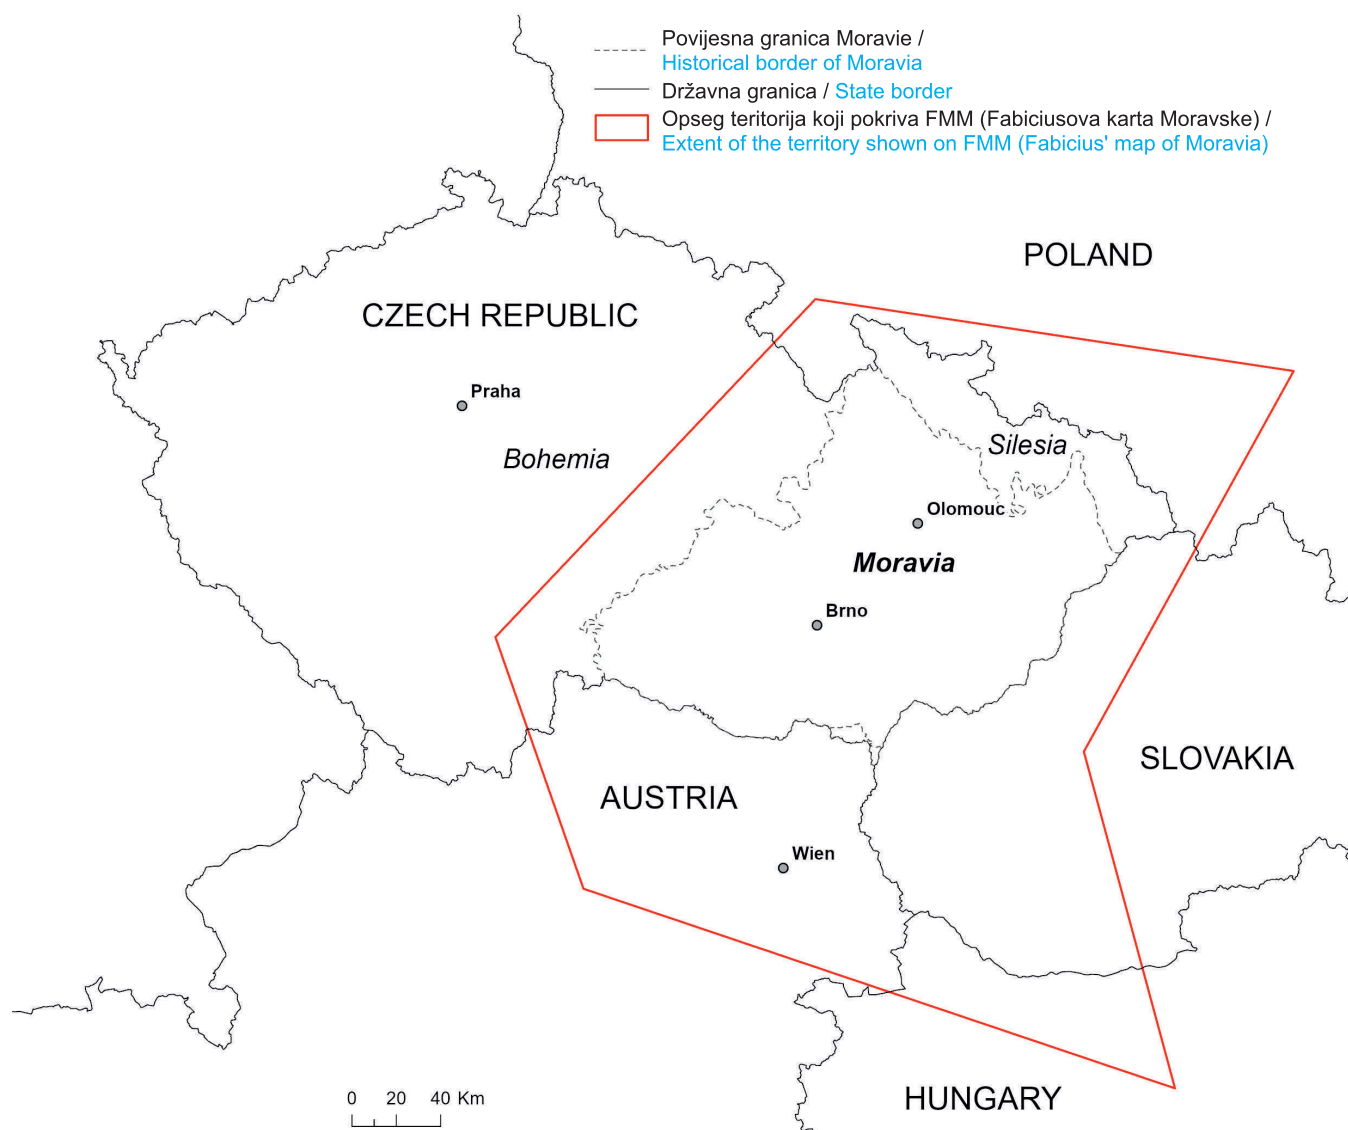 Povijesna granica Moravie /
Historical border of Moravia
Državna granica / State border
Opseg teritorija koji pokriva FMM (Fabiciusova karta Moravske) /
Extent of the territory shown on FMM (Fabicius' map of Moravia)
POLAND
CZECH REPUBLIC
Praha
Bohemia
Silesia
Olomouc
Moravia
Brno
SLOVAKIA
AUSTRIA
Wien
HUNGARY
0 20 40 Km